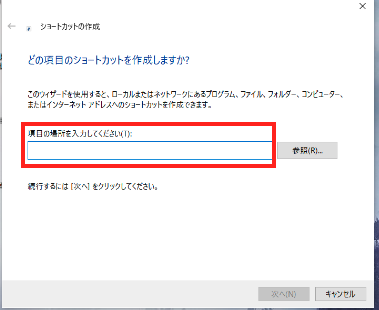 ショートカットの作成
どの項目のショートカットを作成しますか?
このウィザードを使用すると、ローカルまたはネットワークにあるプログラム、ファイル、フォルダー、コンピューター、
またはインターネット アドレスへのショートカットを作成できます。
項目の場所を入力してください(T):
参照(R)...
続行するには [次へ] をクリックしてください。
次へ(N)
キャンセル